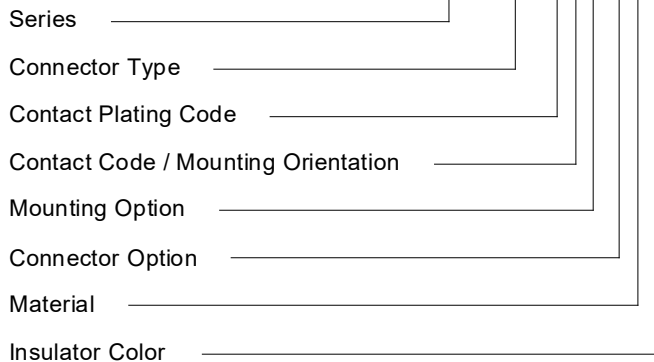 Series
Connector Type
Contact Plating Code
Contact Code / Mounting Orientation
Mounting Option
Connector Option
Material
Insulator Color